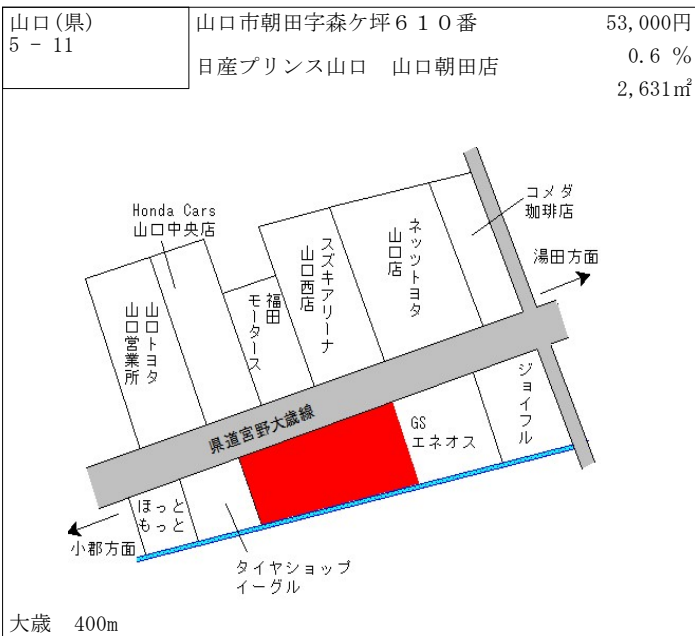 山口(県)
5 - 11
山口市朝田字森ケ坪６１０番
53,000円
日産プリンス山口　山口朝田店
0.6 %
2,631㎡
コメダ
珈琲店
Honda Cars
山口中央店
湯田方面
ネッツトヨタ
山口店
スズキアリーナ
山口西店
福田
モータース
山口トヨタ
山口営業所
県道宮野大歳線
ジョイフル
GS
エネオス
ほっと
もっと
小郡方面
タイヤショップ
イーグル
大歳　400m